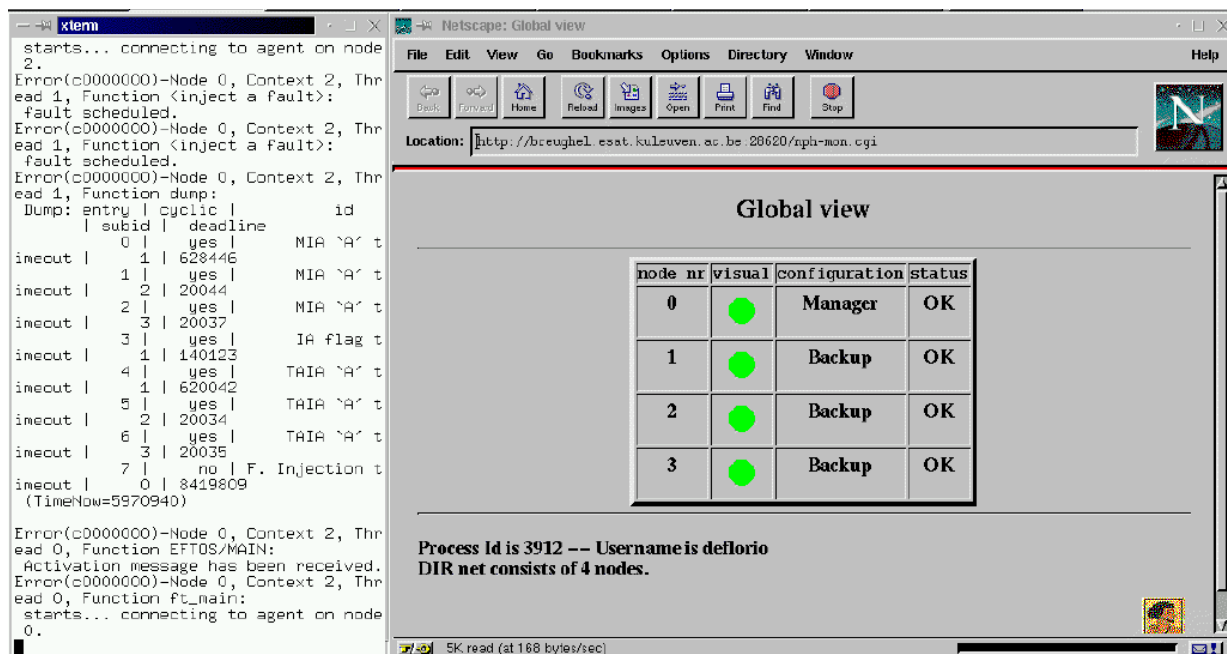 xterm
starts... connecting to agent on node
2.
Error(c0000000)-Node 0, Context 2, Thr
ead 1, Function <inject a fault>:
fault scheduled.
Error(c0000000)-Node 0, Context 2, Thr
ead 1, Function <inject a fault>:
fault scheduled.
Error(c0000000)-Node 0, Context 2, Thr
ead 1, Function dump:
Dump: entry | cyclic | id
| subid | deadline
0 | yes | MIA `A' t
imeout | 1 | 628446
1 | yes | MIA `A' t
imeout | 2 | 20044
2 | yes | MIA `A' t
imeout | 3 | 20037
3 | yes | IA flag t
imeout | 1 | 140123
4 | yes | TAIA `A' t
imeout | 1 | 620042
5 | yes | TAIA `A' t
imeout | 2 | 20034
6 | yes | TAIA `A' t
imeout | 3 | 20035
7 | no | F. Injection t
imeout | 0 | 8419809
(TimeNow=5970940)
Error(c0000000)-Node 0, Context 2, Thr
ead 0, Function EFTOS/MAIN:
Activation message has been received.
Error(c0000000)-Node 0, Context 2, Thr
ead 0, Function ft_main:
starts... connecting to agent on node
0.
Netscape: Global view
File Edit View Go Bookmarks Options Directory Window Help
Back Forward Home Reload Images Open Print Find Stop
N
Location: http://breughel.esat.kuleuven.ac.be:28620/nph-mon.cgi
Global view
node nr visual configuration status
0 Manager OK
1 Backup OK
2 Backup OK
3 Backup OK
Process Id is 3912 -- Username is deflorio
DIR net consists of 4 nodes.
5K read (at 168 bytes/sec)